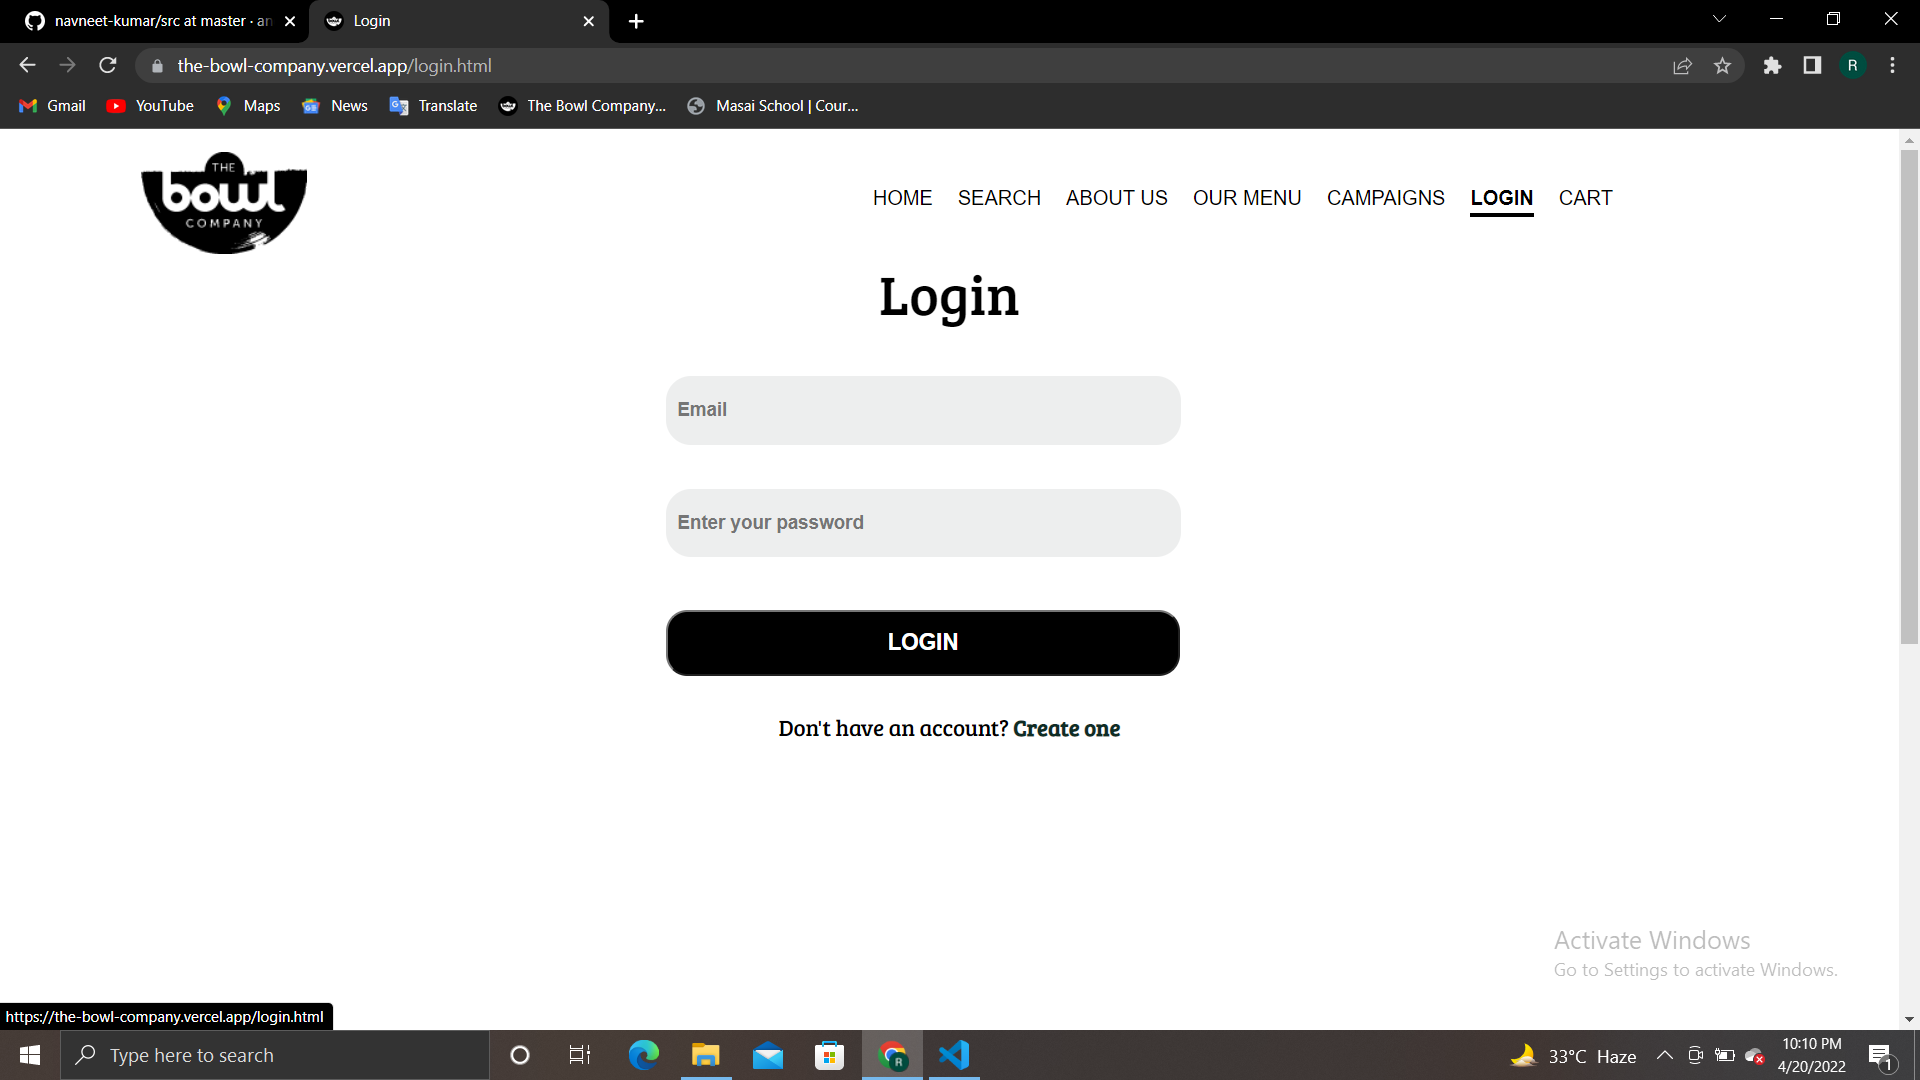 navneet-kumar/src at master · an
Login
the-bowl-company.vercel.app/login.html
R
Gmail
YouTube
Maps
News
Translate
The Bowl Company...
Masai School | Cour...
THE
bowl
COMPANY
HOME
SEARCH
ABOUT US
OUR MENU
CAMPAIGNS
LOGIN
CART
Login
Email
Enter your password
LOGIN
Don't have an account? Create one
Activate Windows
Go to Settings to activate Windows.
https://the-bowl-company.vercel.app/login.html
Type here to search
R
33°C Haze
10:10 PM
4/20/2022
1